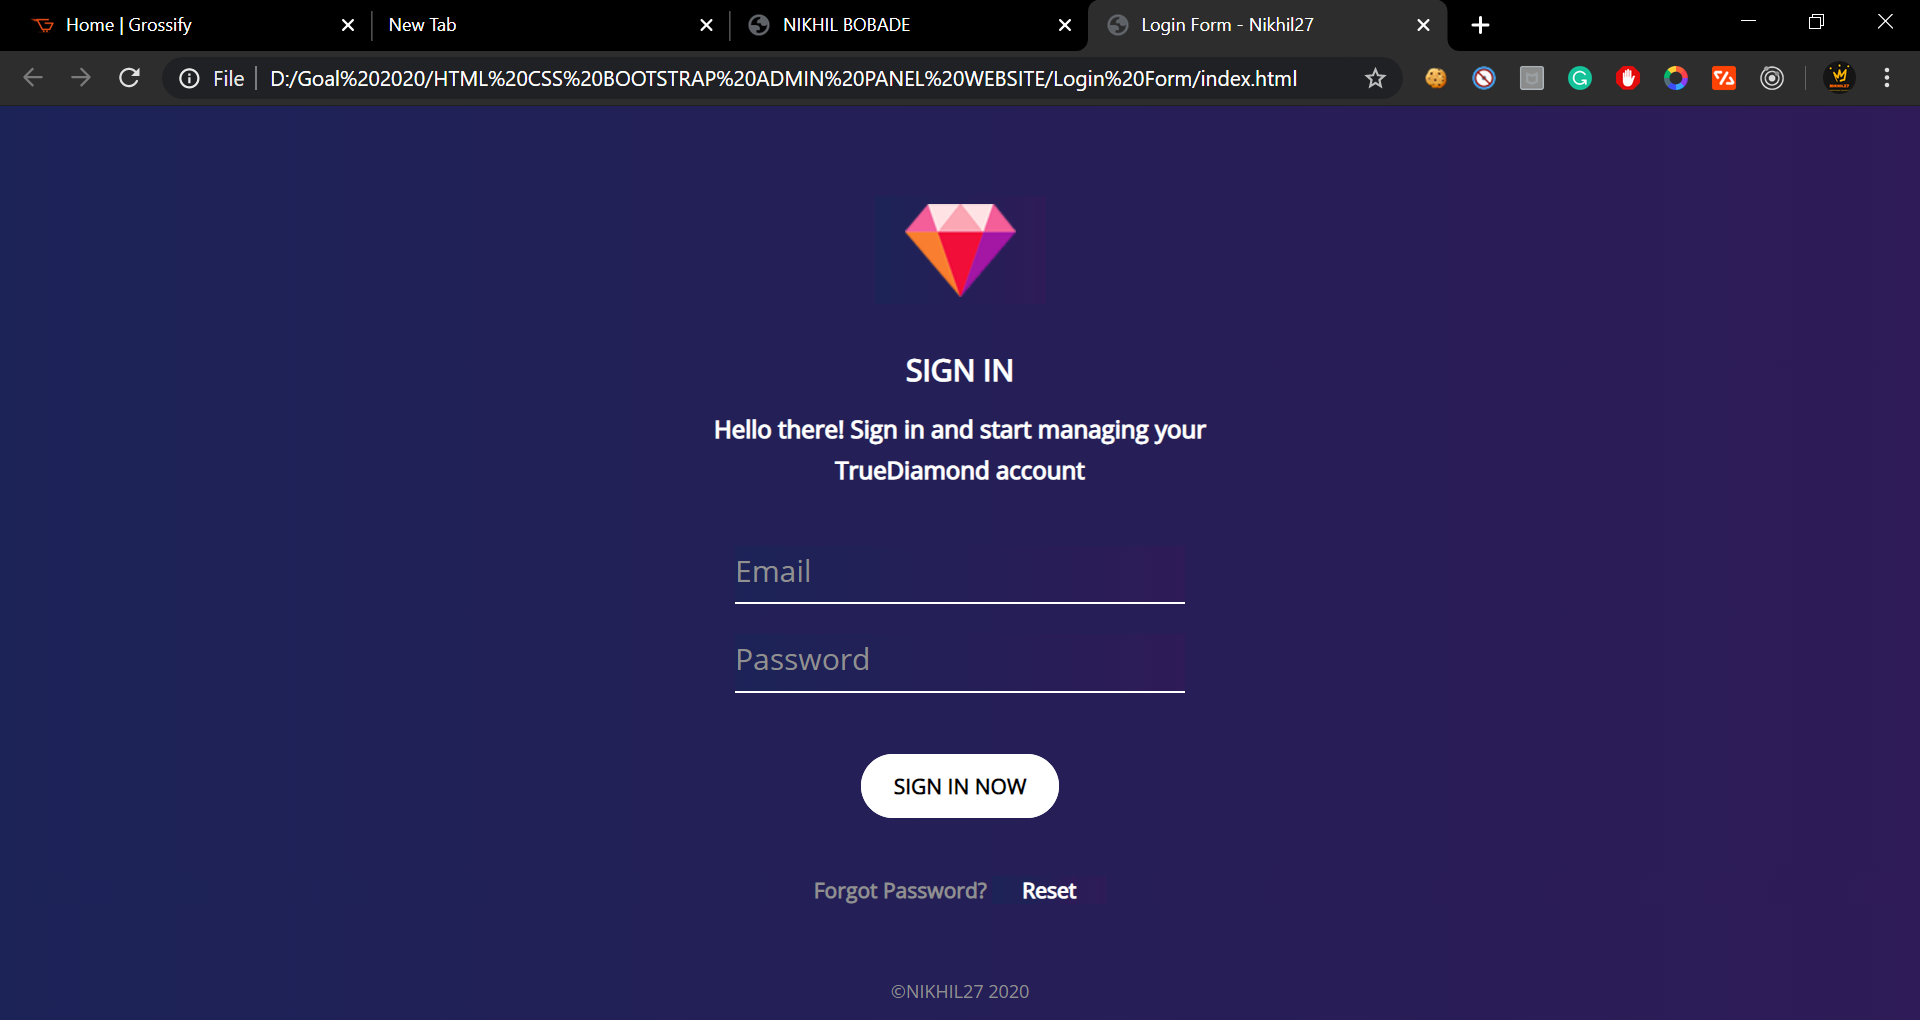 Home | Grossify
New Tab
NIKHIL BOBADE
Login Form - Nikhil27
File
D:/Goal%202020/HTML%20CSS%20BOOTSTRAP%20ADMIN%20PANEL%20WEBSITE/Login%20Form/index.html
SIGN IN
Hello there! Sign in and start managing your
TrueDiamond account
Email
Password
SIGN IN NOW
Forgot Password? Reset
©NIKHIL27 2020